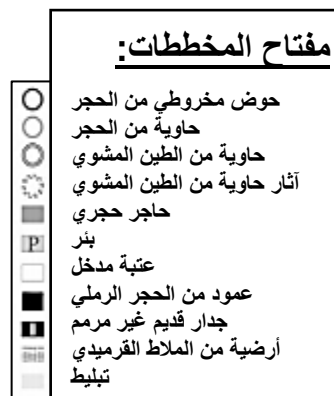 مفتاح المخططات:
حوض مخروطي من الحجر
حاوية من الحجر
حاوية من الطين المشوي
آثار حاوية من الطين المشوي
حاجر حجري
بئر
P
عتبة مدخل
عمود من الحجر الرملي
جدار قديم غير مرمم
أرضية من الملاط القرميدي
تبليط